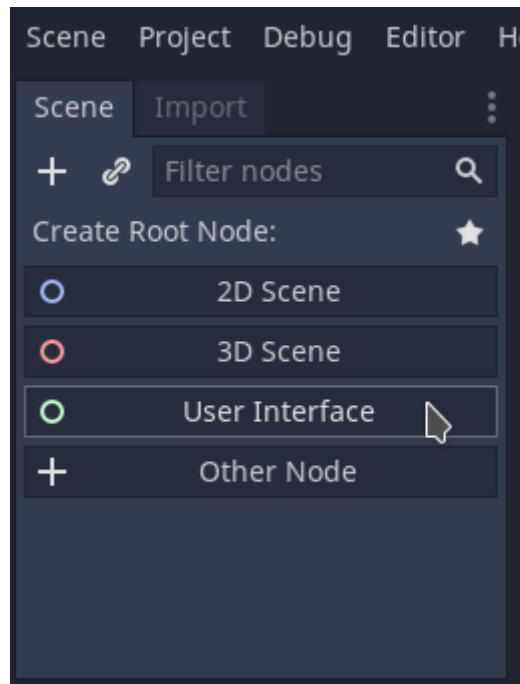 Scene Project Debug Editor
Scene Import
Filter nodes
Create Root Node:
2D Scene
3D Scene
User Interface
Other Node